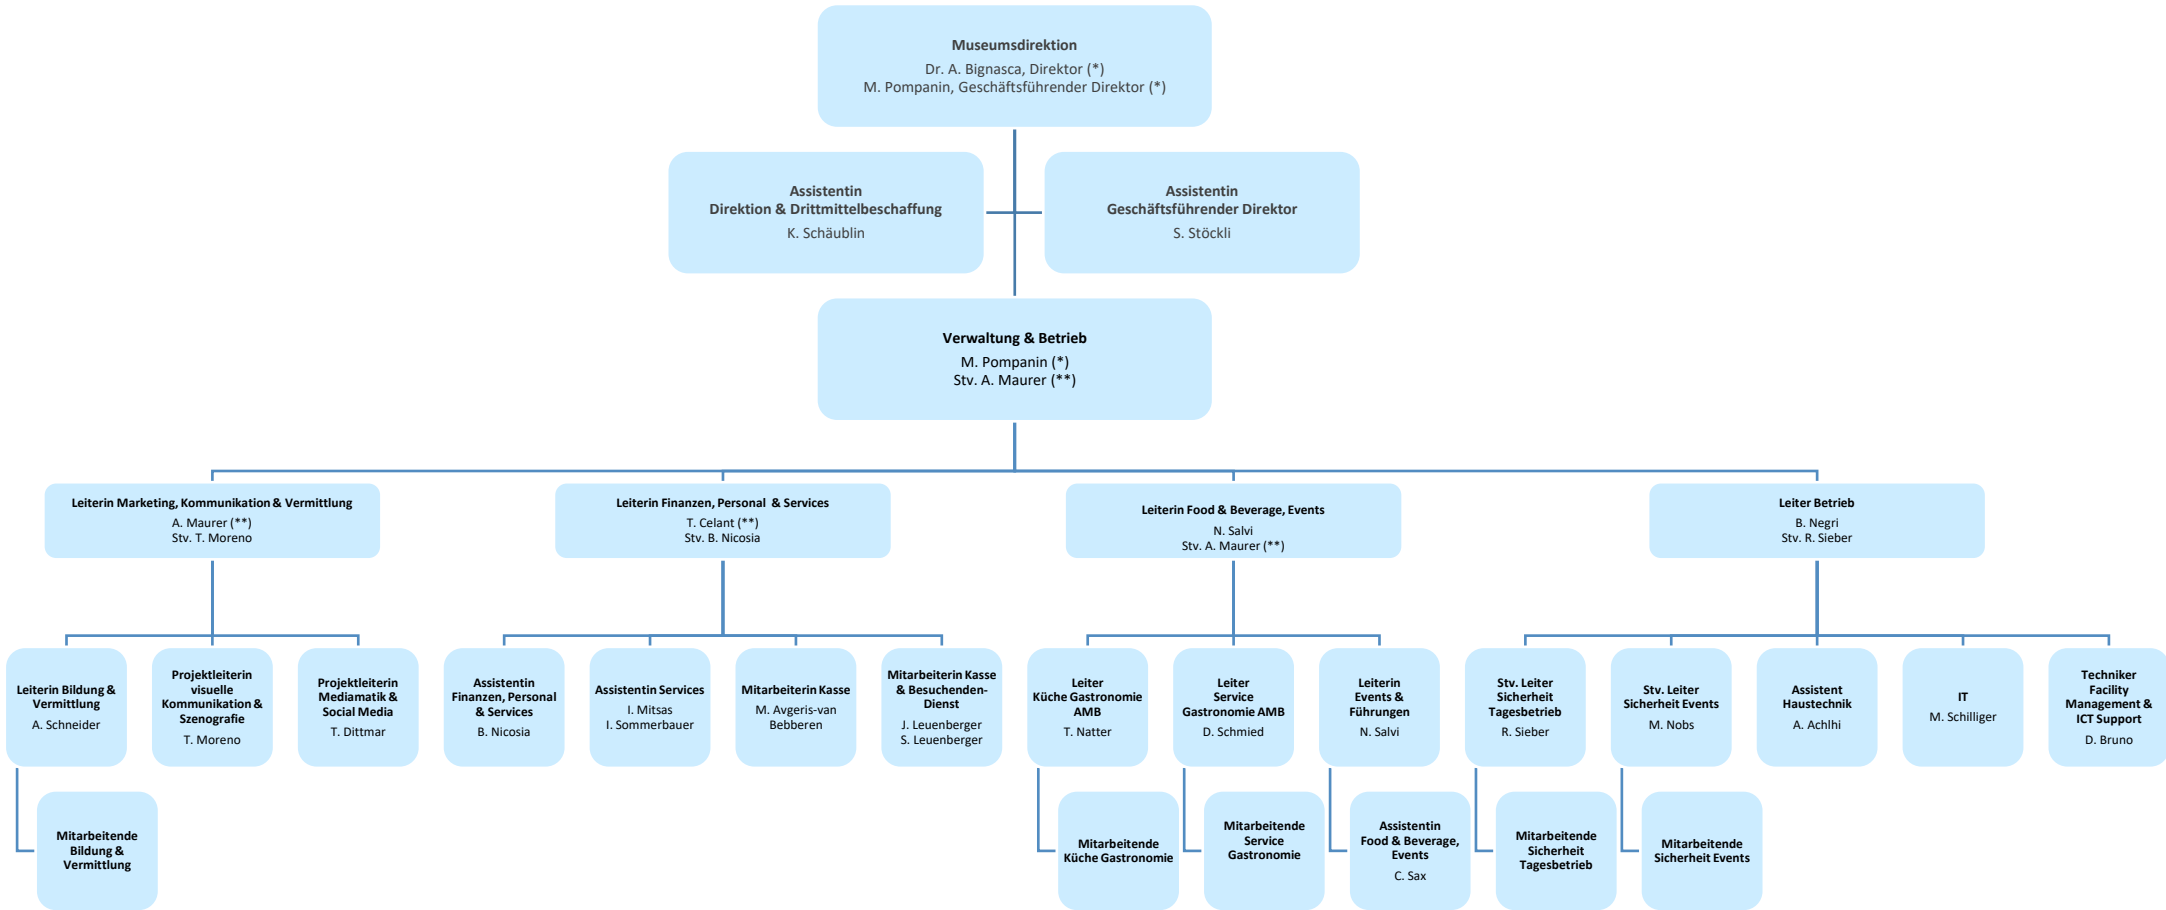 Museumsdirektion
Dr. A. Bignasca, Direktor (*)
M. Pompanin, Geschäftsführender Direktor (*)
Assistentin
Direktion & Drittmittelbeschaffung
K. Schäublin
Assistentin
Geschäftsführender Direktor
S. Stöckli
Verwaltung & Betrieb
M. Pompanin (*)
Stv. A. Maurer (**)
Leiterin Marketing, Kommunikation & Vermittlung
A. Maurer (**)
Stv. T. Moreno
Leiterin Finanzen, Personal & Services
T. Celant (**)
Stv. B. Nicosia
Leiterin Food & Beverage, Events
N. Salvi
Stv. A. Maurer (**)
Leiter Betrieb
B. Negri
Stv. R. Sieber
Leiterin Bildung &
Vermittlung
A. Schneider
Projektleiterin
visuelle
Kommunikation &
Szenografie
T. Moreno
Projektleiterin
Mediamatik &
Social Media
T. Dittmar
Assistentin
Finanzen, Personal
& Services
B. Nicosia
Assistentin Services
I. Mitsas
I. Sommerbauer
Mitarbeiterin Kasse
M. Avgeris-van
Bebberen
Mitarbeiterin Kasse
& Besuchenden-
Dienst
J. Leuenberger
S. Leuenberger
Leiter
Küche Gastronomie
AMB
T. Natter
Leiter
Service
Gastronomie AMB
D. Schmied
Leiterin
Events &
Führungen
N. Salvi
Stv. Leiter
Sicherheit
Tagesbetrieb
R. Sieber
Stv. Leiter
Sicherheit Events
M. Nobs
Assistent
Haustechnik
A. Achlhi
IT
M. Schilliger
Techniker
Facility
Management &
ICT Support
D. Bruno
Mitarbeitende
Bildung &
Vermittlung
Mitarbeitende
Küche Gastronomie
Mitarbeitende
Service
Gastronomie
Assistentin
Food & Beverage,
Events
C. Sax
Mitarbeitende
Sicherheit
Tagesbetrieb
Mitarbeitende
Sicherheit Events